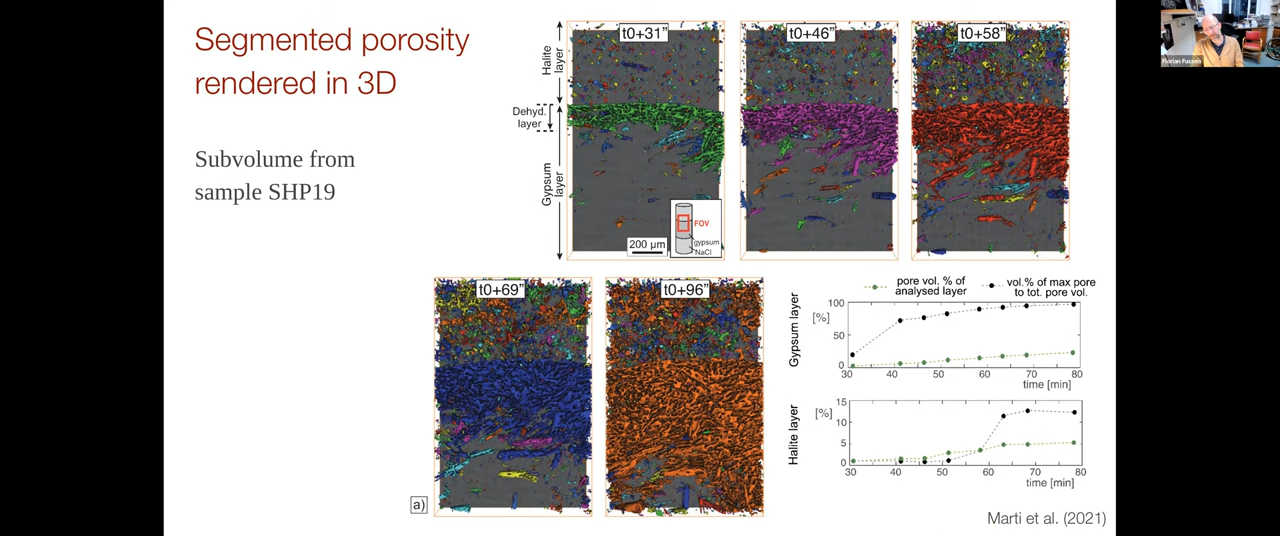 Segmented porosity
rendered in 3D
Subvolume from
sample SHP19
Halite
layer
Dehyd.
layer
Gypsum
layer
t0+31”
t0+46”
t0+58”
FOV
gypsum
NaCl
200 µm
t0+69”
t0+96”
a)
pore vol. % of
analysed layer
vol.% of max pore
to tot. pore vol.
Gypsum layer
[%]
100
50
0
30 40 50 60 70 80
time [min]
Halite layer
[%]
15
10
5
0
30 40 50 60 70 80
time [min]
Marti et al. (2021)
Florian Fusseis